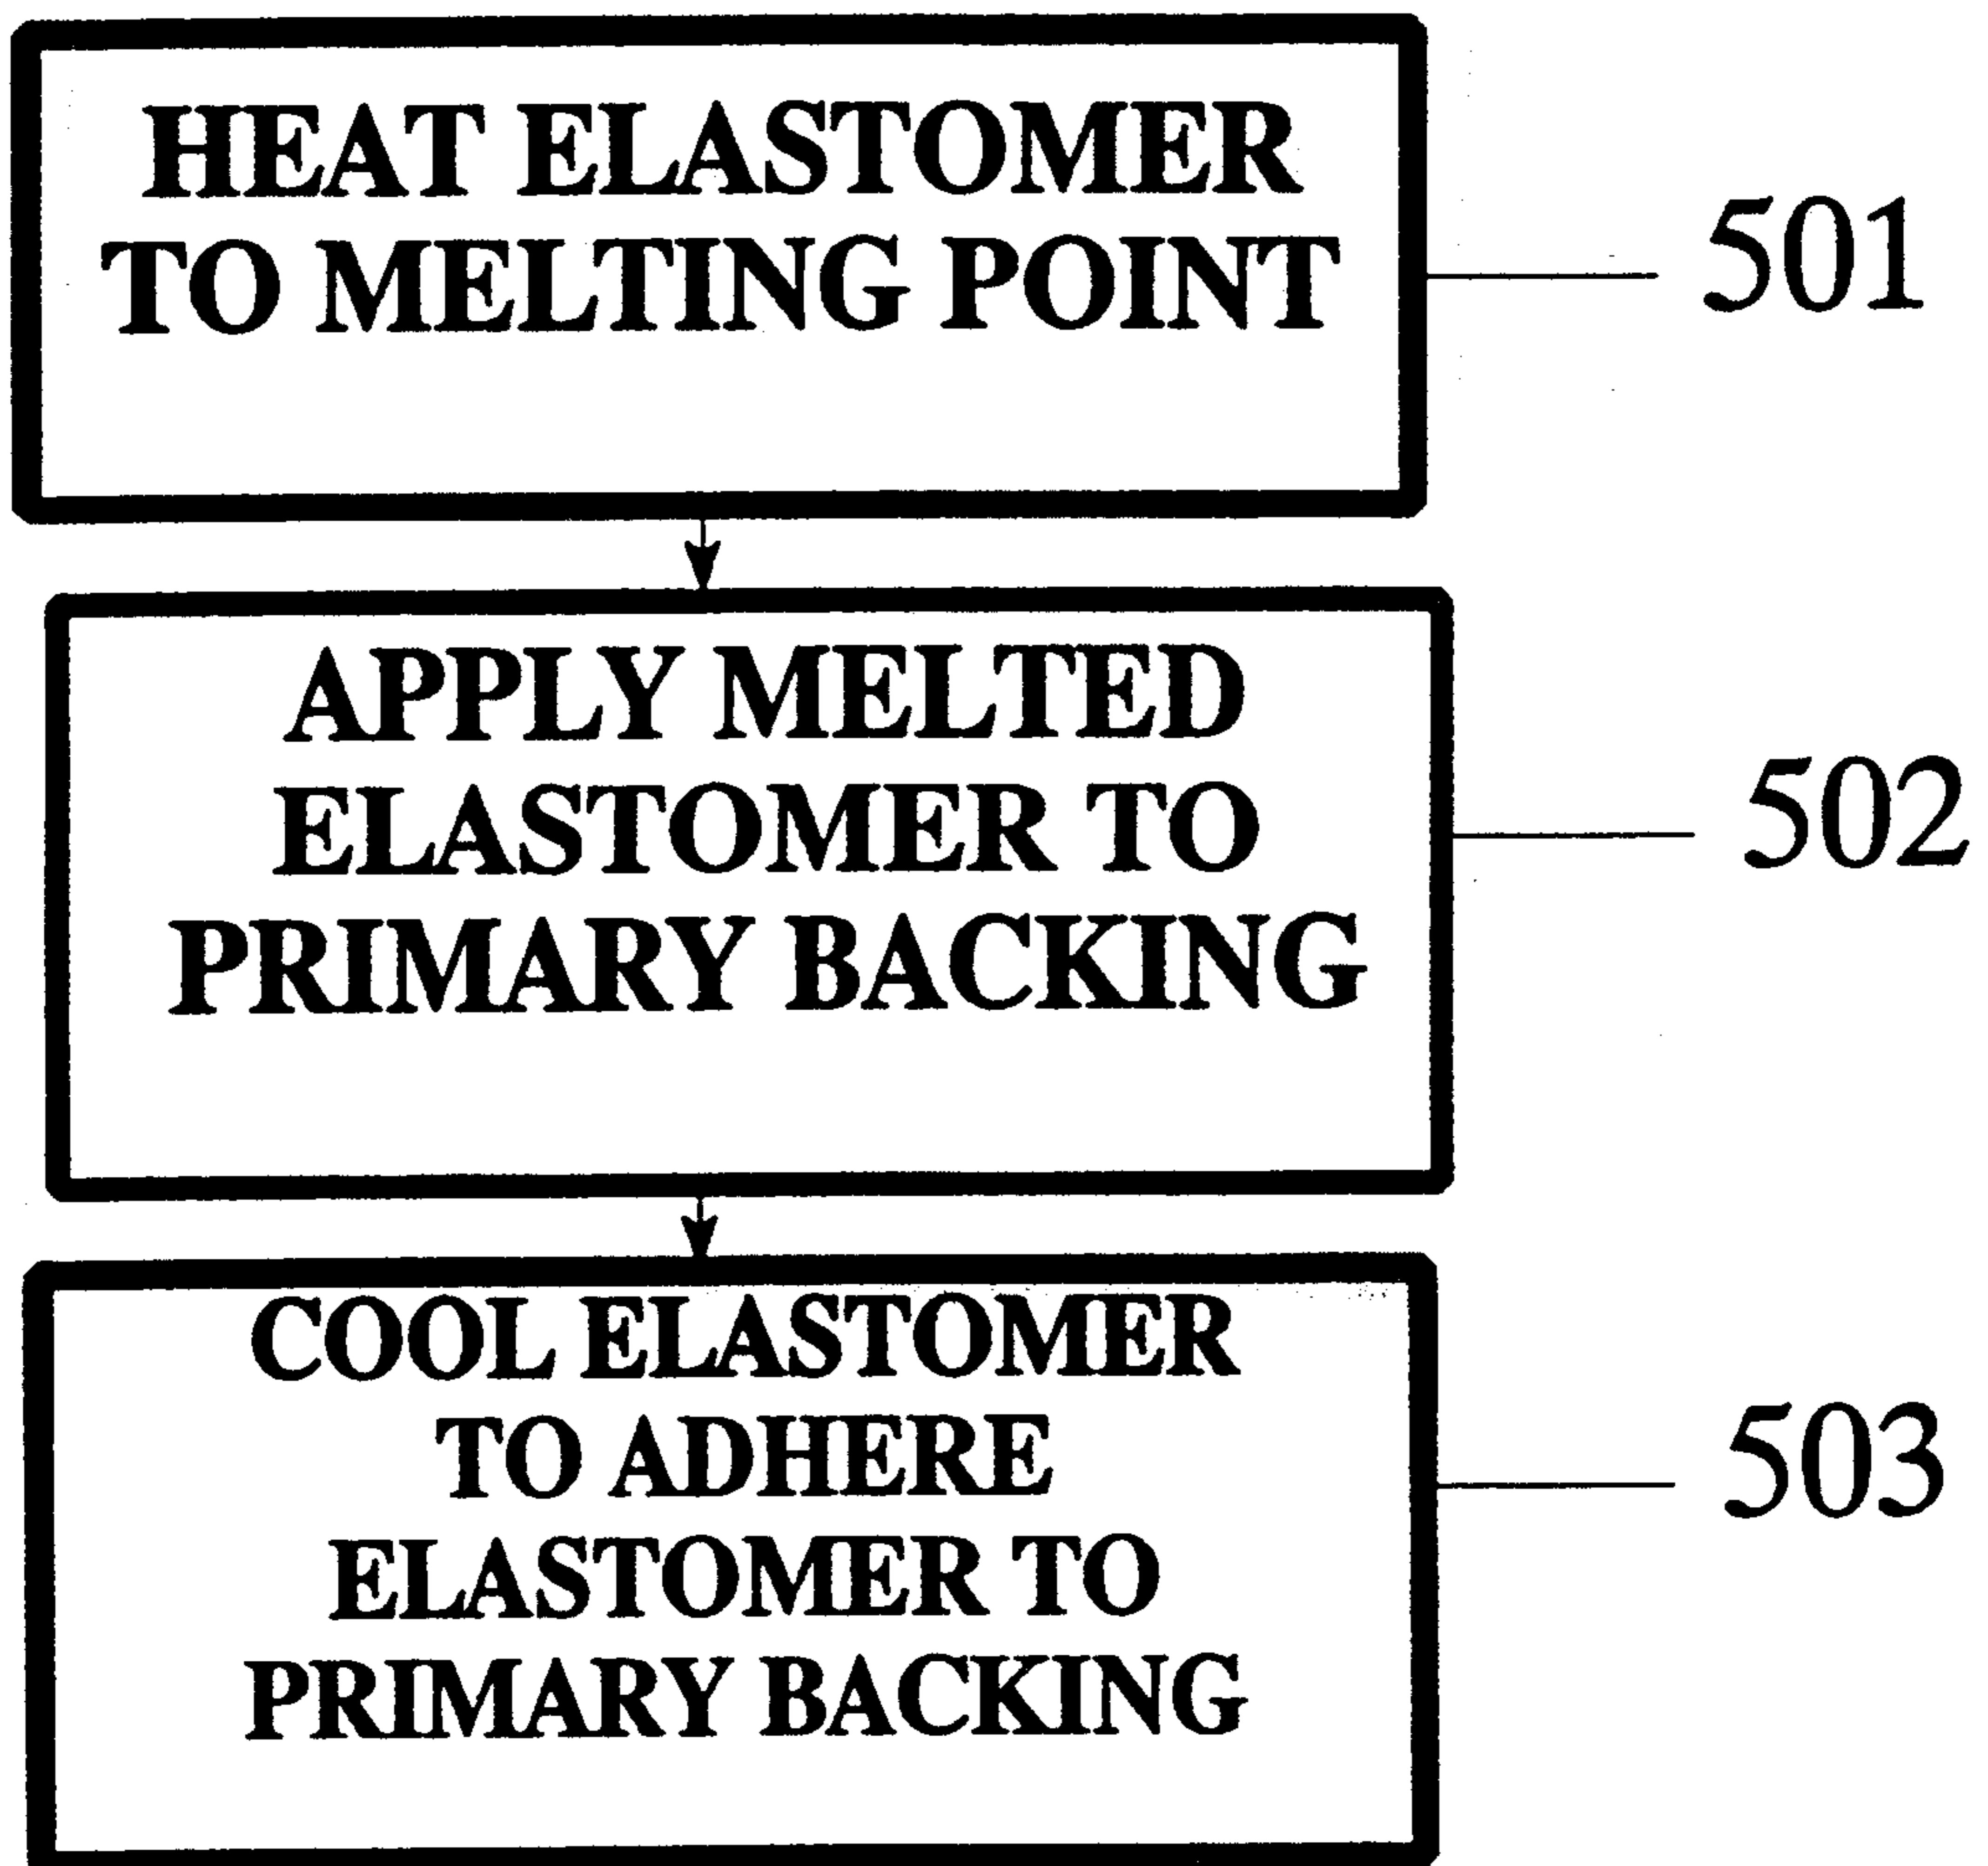 HEAT ELASTOMER
TO MELTING POINT
501
APPLY MELTED
ELASTOMER TO
PRIMARY BACKING
502
COOL ELASTOMER
TO ADHERE
ELASTOMER TO
PRIMARY BACKING
503